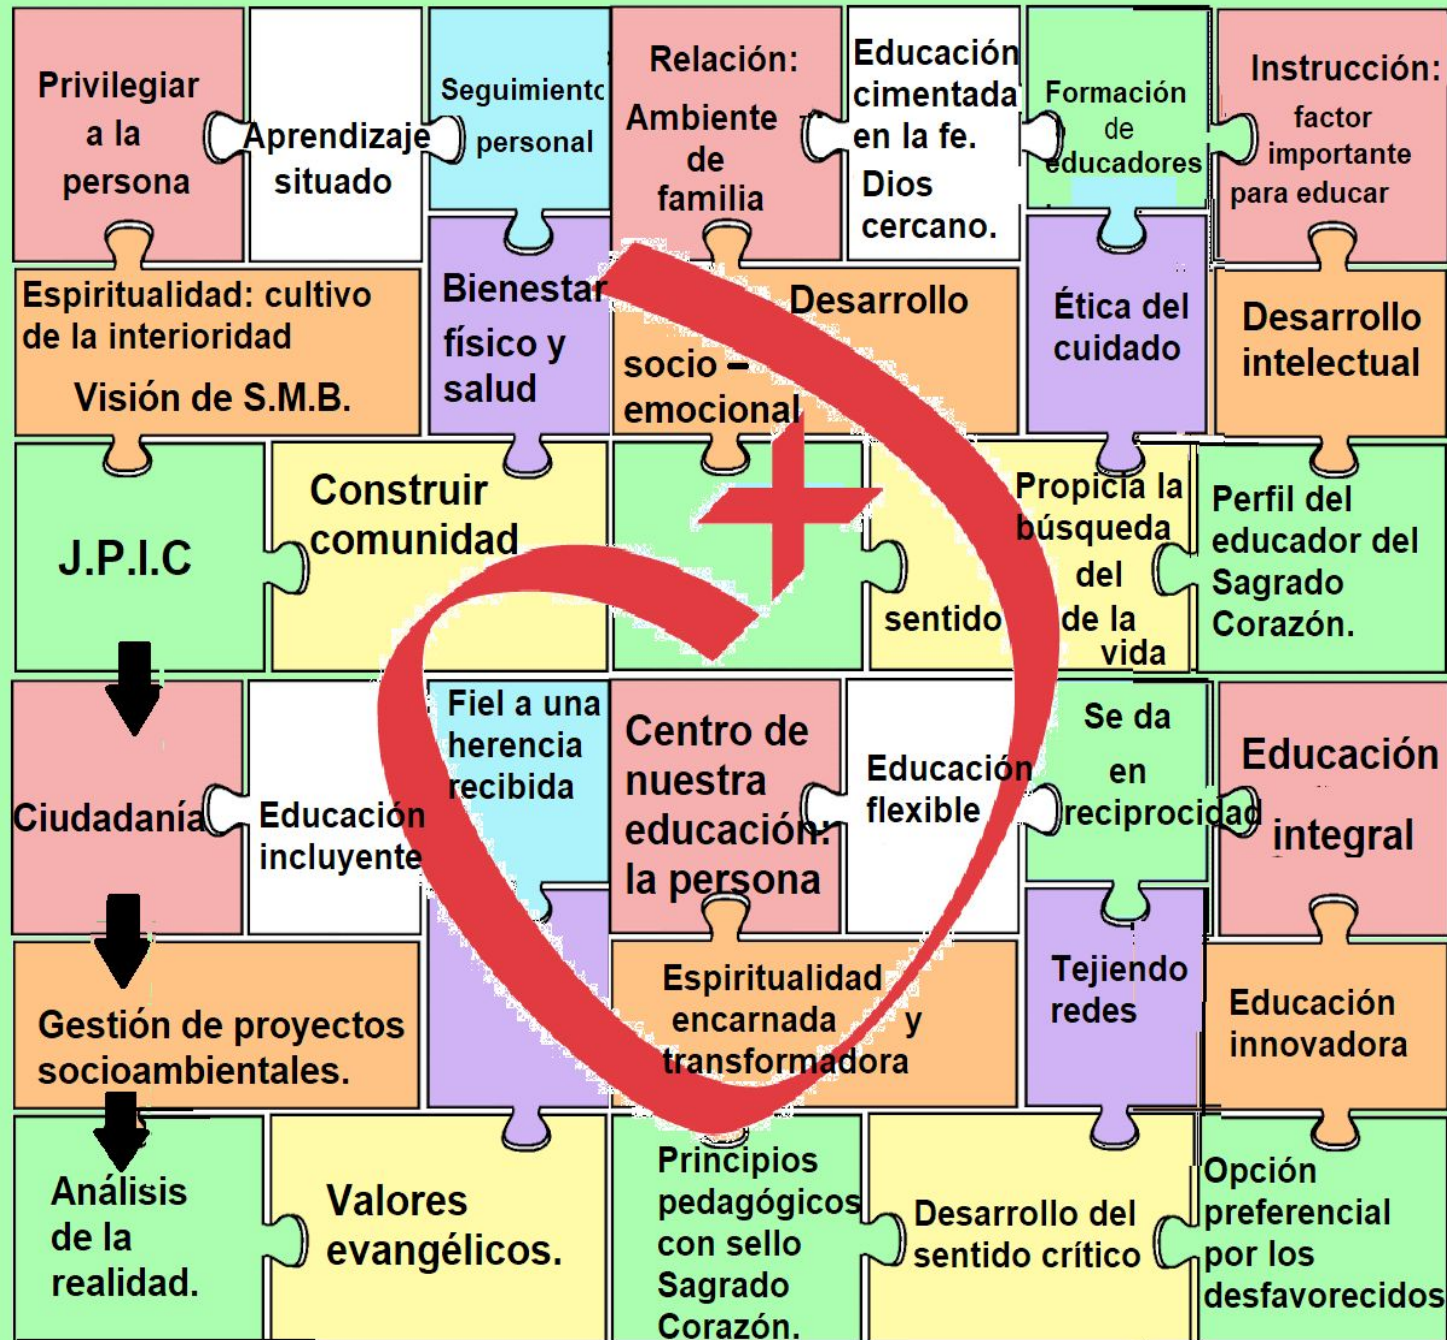 Privilegiar
a la
persona
Aprendizaje
situado
Seguimiento
personal
Relación:
Ambiente
de
familia
Educación
cimentada
en la fe.
Dios
cercano.
Formación
de
educadores
Instrucción:
factor
importante
para educar
Espiritualidad: cultivo
de la interioridad
Visión de S.M.B.
Bienestar
físico y
salud
Desarrollo
socio –
emocional
Ética del
cuidado
Desarrollo
intelectual
J.P.I.C
Construir
comunidad
Propicia la
búsqueda
del
sentido de la
vida
Perfil del
educador del
Sagrado
Corazón.
Ciudadanía
Educación
incluyente
Fiel a una
herencia
recibida
Centro de
nuestra
educación:
la persona
Educación
flexible
Se da
en
reciprocidad
Educación
integral
Gestión de proyectos
socioambientales.
Espiritualidad
encarnada y
transformadora
Tejiendo
redes
Educación
innovadora
Análisis
de la
realidad.
Valores
evangélicos.
Principios
pedagógicos
con sello
Sagrado
Corazón.
Desarrollo del
sentido crítico
Opción
preferencial
por los
desfavorecidos